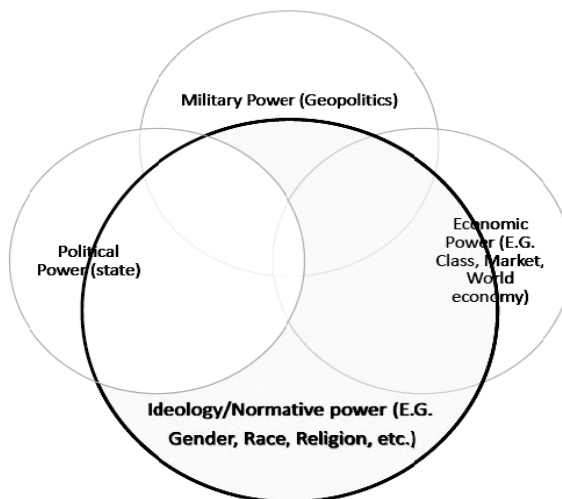 Military Power (Geopolitics)
Political
Power (state)
Economic
Power (E.G.
Class, Market,
World
economy)
Ideology/Normative power (E.G.
Gender, Race, Religion, etc.)